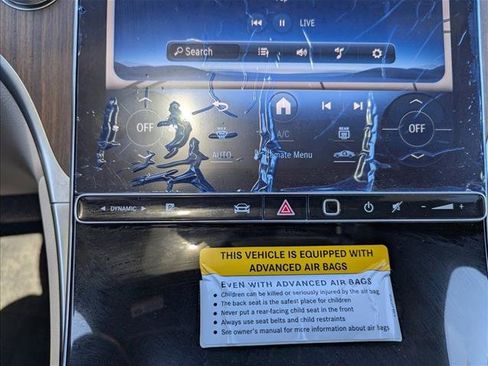 LIVE
Search
OFF
A/C
REAR
OFF
AUTO
mate Menu
DYNAMIC
P
THIS VEHICLE IS EQUIPPED WITH
ADVANCED AIR BAGS
EVEN WITH ADVANCED AIR BAGS
• Children can be killed or seriously injured by the air bag
• The back seat is the safest place for children
• Never put a rear-facing child seat in the front
• Always use seat belts and child restraints
• See owner's manual for more information about air bags